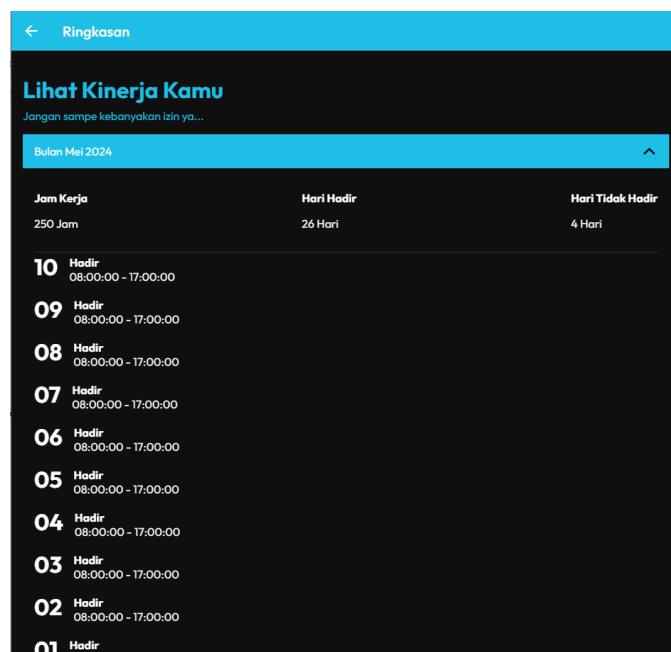 Ringkasan
Lihat Kinerja Kamu
Jangan sampe kebanyakan izin ya...
Bulan Mei 2024
Jam Kerja Hari Hadir Hari Tidak Hadir
250 Jam 26 Hari 4 Hari
10 Hadir
08:00:00 - 17:00:00
09 Hadir
08:00:00 - 17:00:00
08 Hadir
08:00:00 - 17:00:00
07 Hadir
08:00:00 - 17:00:00
06 Hadir
08:00:00 - 17:00:00
05 Hadir
08:00:00 - 17:00:00
04 Hadir
08:00:00 - 17:00:00
03 Hadir
08:00:00 - 17:00:00
02 Hadir
08:00:00 - 17:00:00
01 Hadir